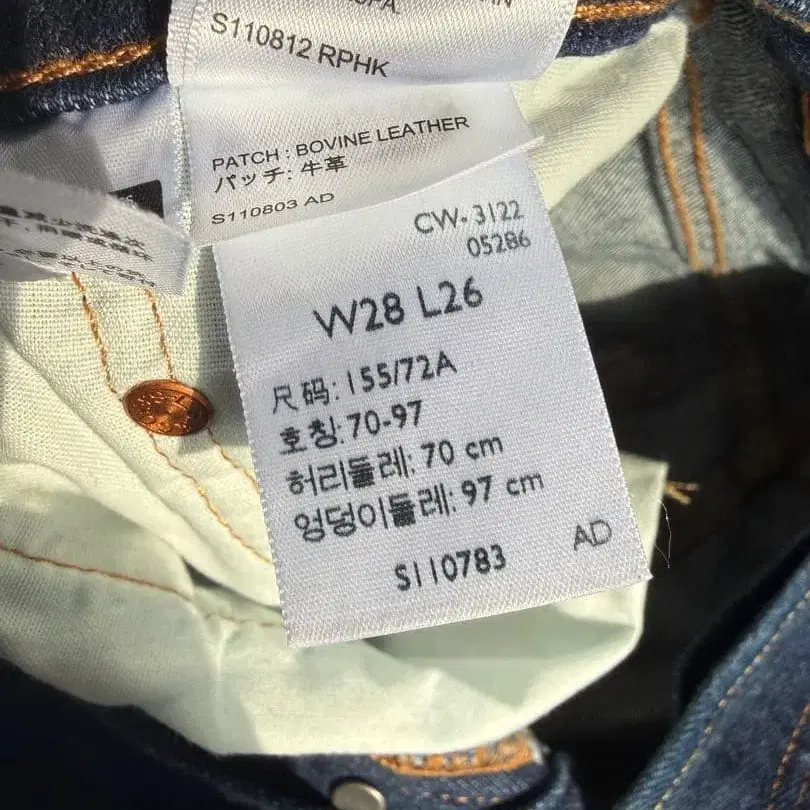 S110812 RPHK
PATCH : BOVINE LEATHER
パッチ: 牛革
S110803 AD
CW-3122
05286
W28 L26
尺码: 155/72A
호칭: 70-97
허리둘레: 70 cm
엉덩이둘레: 97 cm
S110783 AD